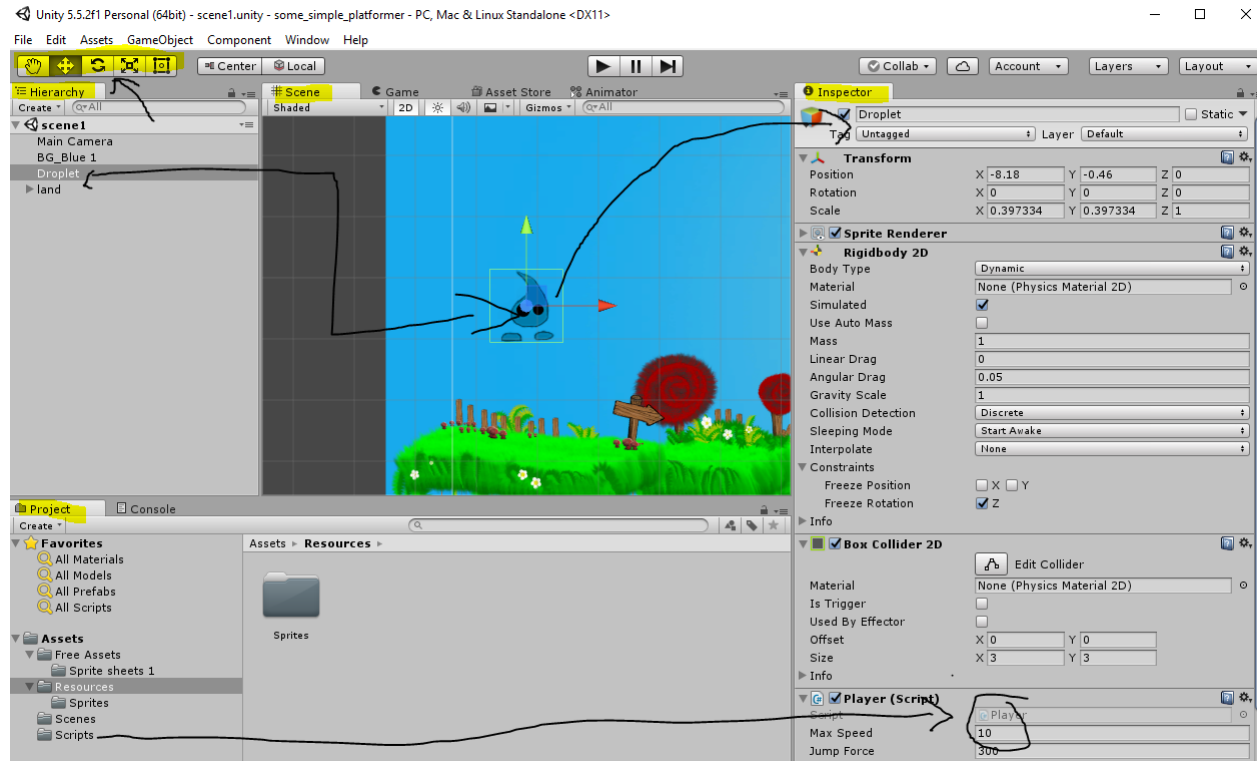 Unity 5.5.2f1 Personal (64bit) - scene1.unity - some_simple_platformer - PC, Mac & Linux Standalone <DX11>
File Edit Assets GameObject Component Window Help
Center Local Collab Account Layers Layout
Hierarchy
Create All
scene1
Main Camera
BG_Blue 1
Droplet
land
Scene Game Asset Store Animator
Shaded 2D Gizmos All
Inspector
Droplet Static
Tag Untagged Layer Default
Transform
Position X -8.18 Y -0.46 Z 0
Rotation X 0 Y 0 Z 0
Scale X 0.397334 Y 0.397334 Z 1
Sprite Renderer
Rigidbody 2D
Body Type Dynamic
Material None (Physics Material 2D)
Simulated
Use Auto Mass
Mass 1
Linear Drag 0
Angular Drag 0.05
Gravity Scale 1
Collision Detection Discrete
Sleeping Mode Start Awake
Interpolate None
Constraints
Freeze Position X Y
Freeze Rotation Z
Info
Box Collider 2D
Edit Collider
Material None (Physics Material 2D)
Is Trigger
Used By Effector
Offset X 0 Y 0
Size X 3 Y 3
Info
Player (Script)
Script Player
Max Speed 10
Jump Force 300
Project Console
Create
Favorites
All Materials
All Models
All Prefabs
All Scripts
Assets
Free Assets
Sprite sheets 1
Resources
Sprites
Scenes
Scripts
Assets Resources
Sprites